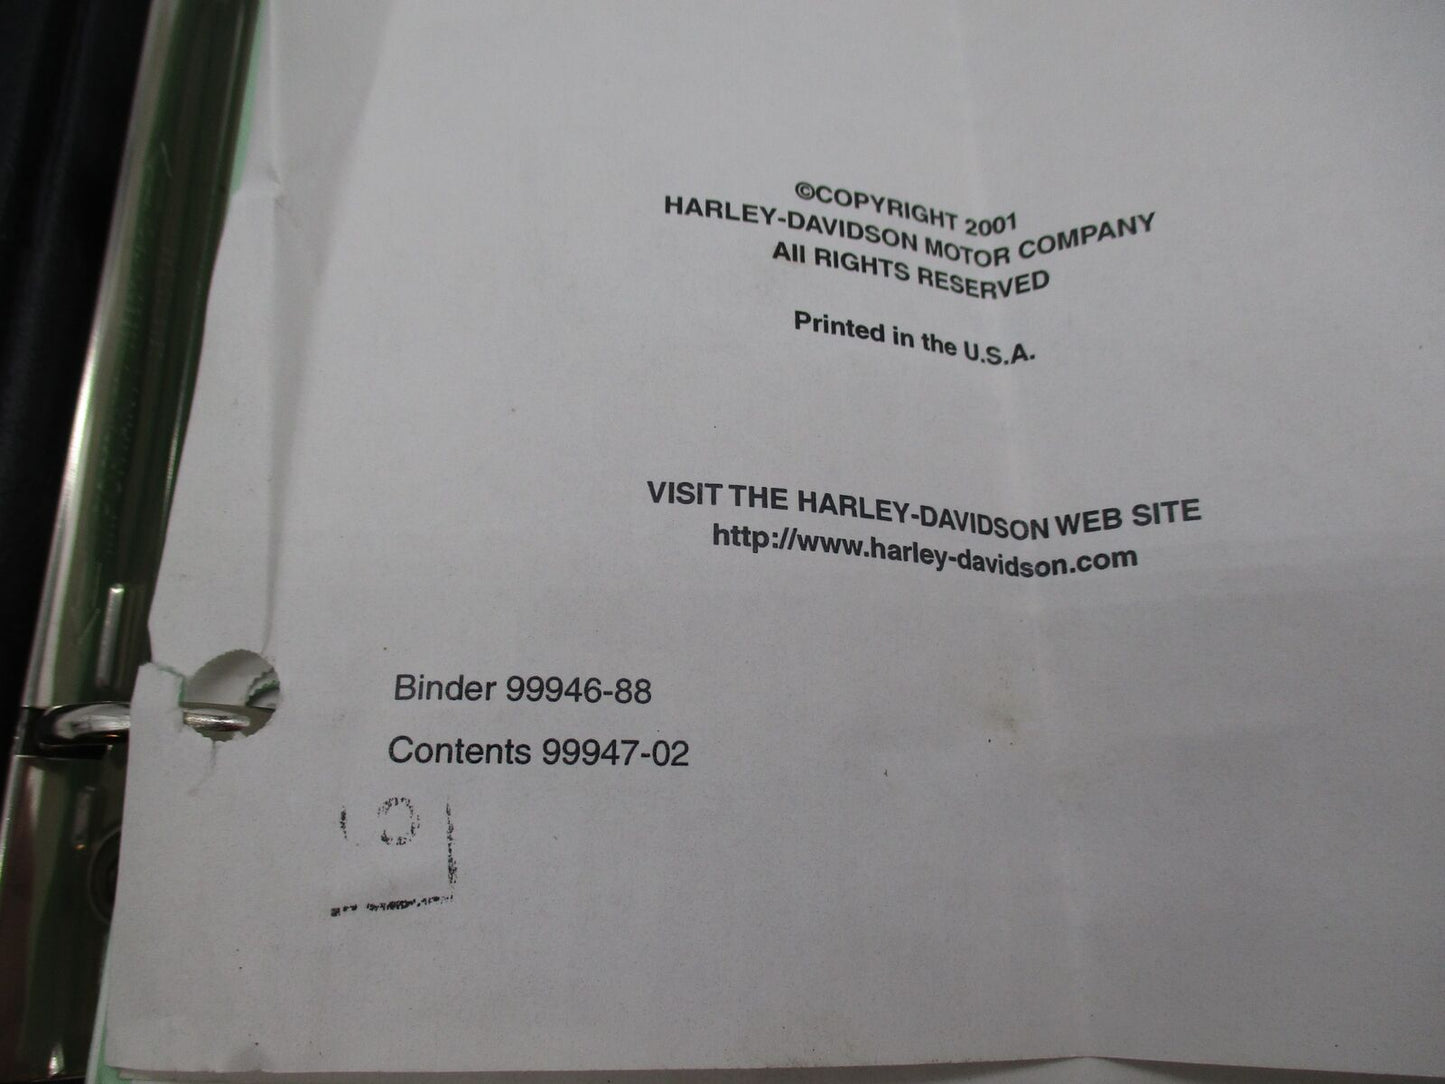 ©COPYRIGHT 2001
HARLEY-DAVIDSON MOTOR COMPANY
All RIGHTS RESERVED
Printed in the U.S.A.
VISIT THE HARLEY-DAVIDSON WEB SITE
http://www.harley-davidson.com
Binder 99946-88
Contents 99947-02